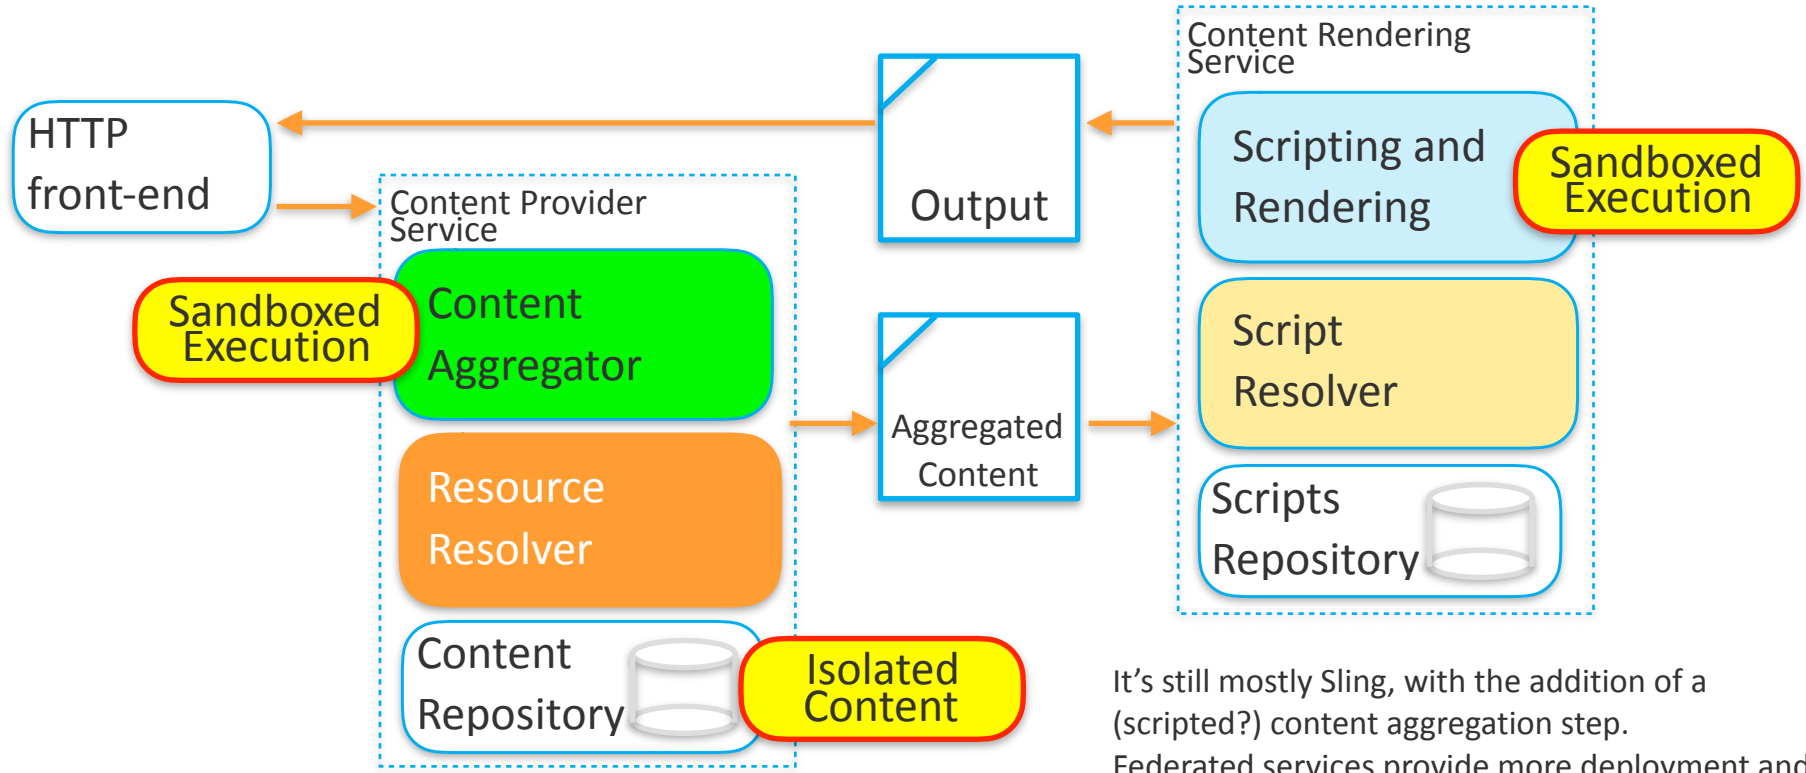 HTTP
front-end
Content Provider
Service
Sandboxed
Execution
Content
Aggregator
Resource
Resolver
Content
Repository
Isolated
Content
Output
Aggregated
Content
Content Rendering
Service
Scripting and
Rendering
Sandboxed
Execution
Script
Resolver
Scripts
Repository
It's still mostly Sling, with the addition of a
(scripted?) content aggregation step.
Federated services provide more deployment and